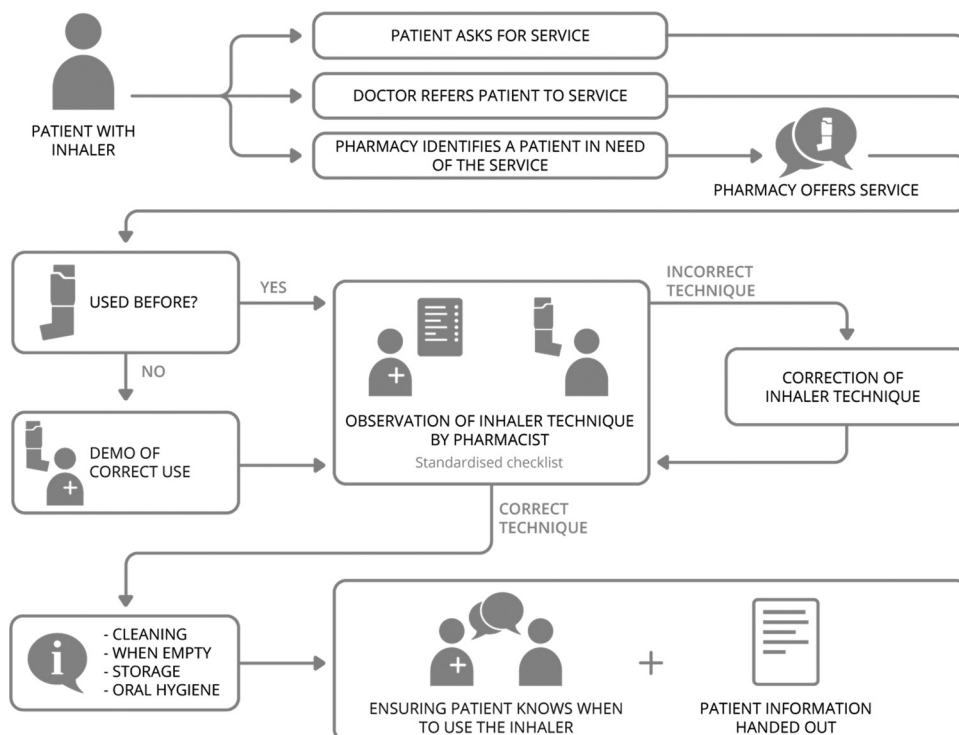 PATIENT WITH
INHALER
PATIENT ASKS FOR SERVICE
DOCTOR REFERS PATIENT TO SERVICE
PHARMACY IDENTIFIES A PATIENT IN NEED
OF THE SERVICE
PHARMACY OFFERS SERVICE
USED BEFORE?
YES
NO
DEMO OF
CORRECT USE
OBSERVATION OF INHALER TECHNIQUE
BY PHARMACIST
Standardised checklist
INCORRECT
TECHNIQUE
CORRECTION OF
INHALER TECHNIQUE
CORRECT
TECHNIQUE
i
- CLEANING
- WHEN EMPTY
- STORAGE
- ORAL HYGIENE
ENSURING PATIENT KNOWS WHEN
TO USE THE INHALER
+
PATIENT INFORMATION
HANDED OUT